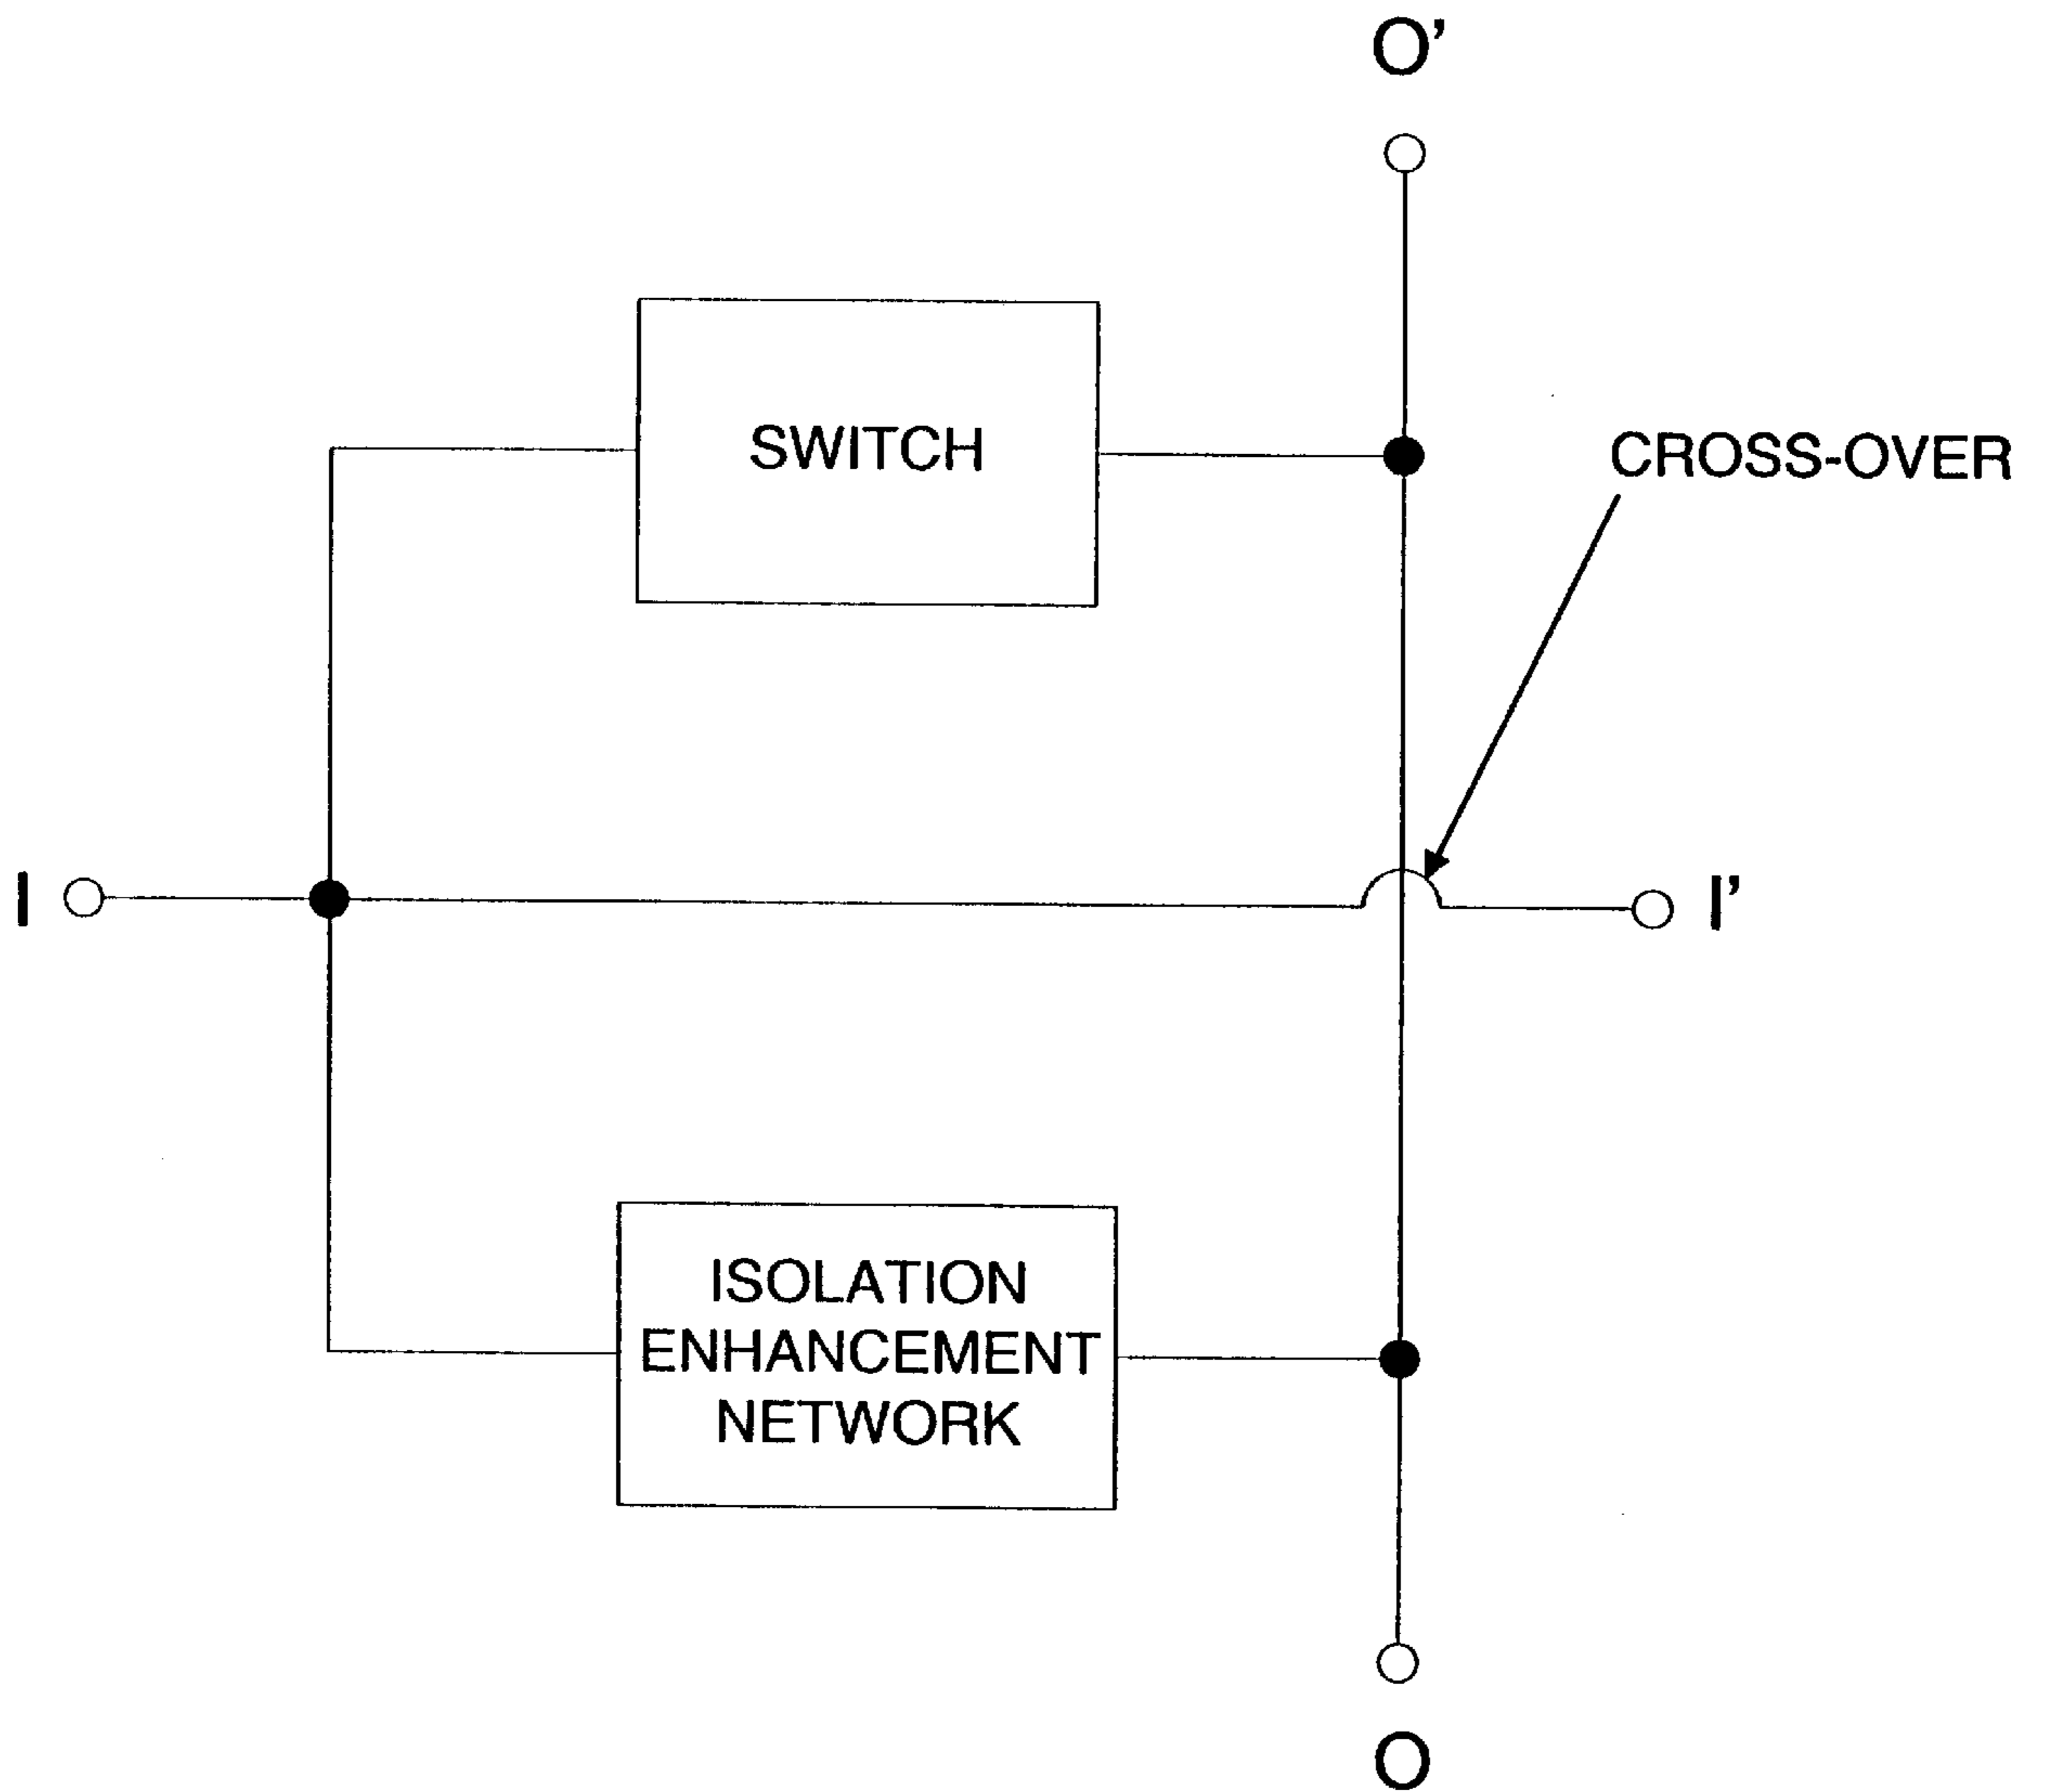 O’
SWITCH
CROSS-OVER
I
I’
ISOLATION
ENHANCEMENT
NETWORK
O